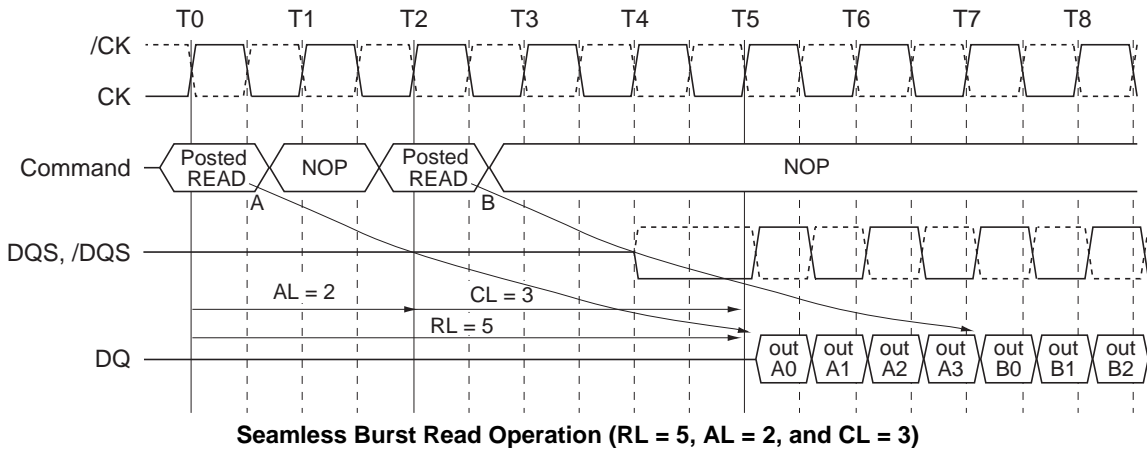 T0 T1 T2 T3 T4 T5 T6 T7 T8
/CK
CK
Command
Posted
READ
NOP
Posted
READ
NOP
A
B
DQS, /DQS
AL = 2
CL = 3
RL = 5
DQ
out
A0
out
A1
out
A2
out
A3
out
B0
out
B1
out
B2
Seamless Burst Read Operation (RL = 5, AL = 2, and CL = 3)